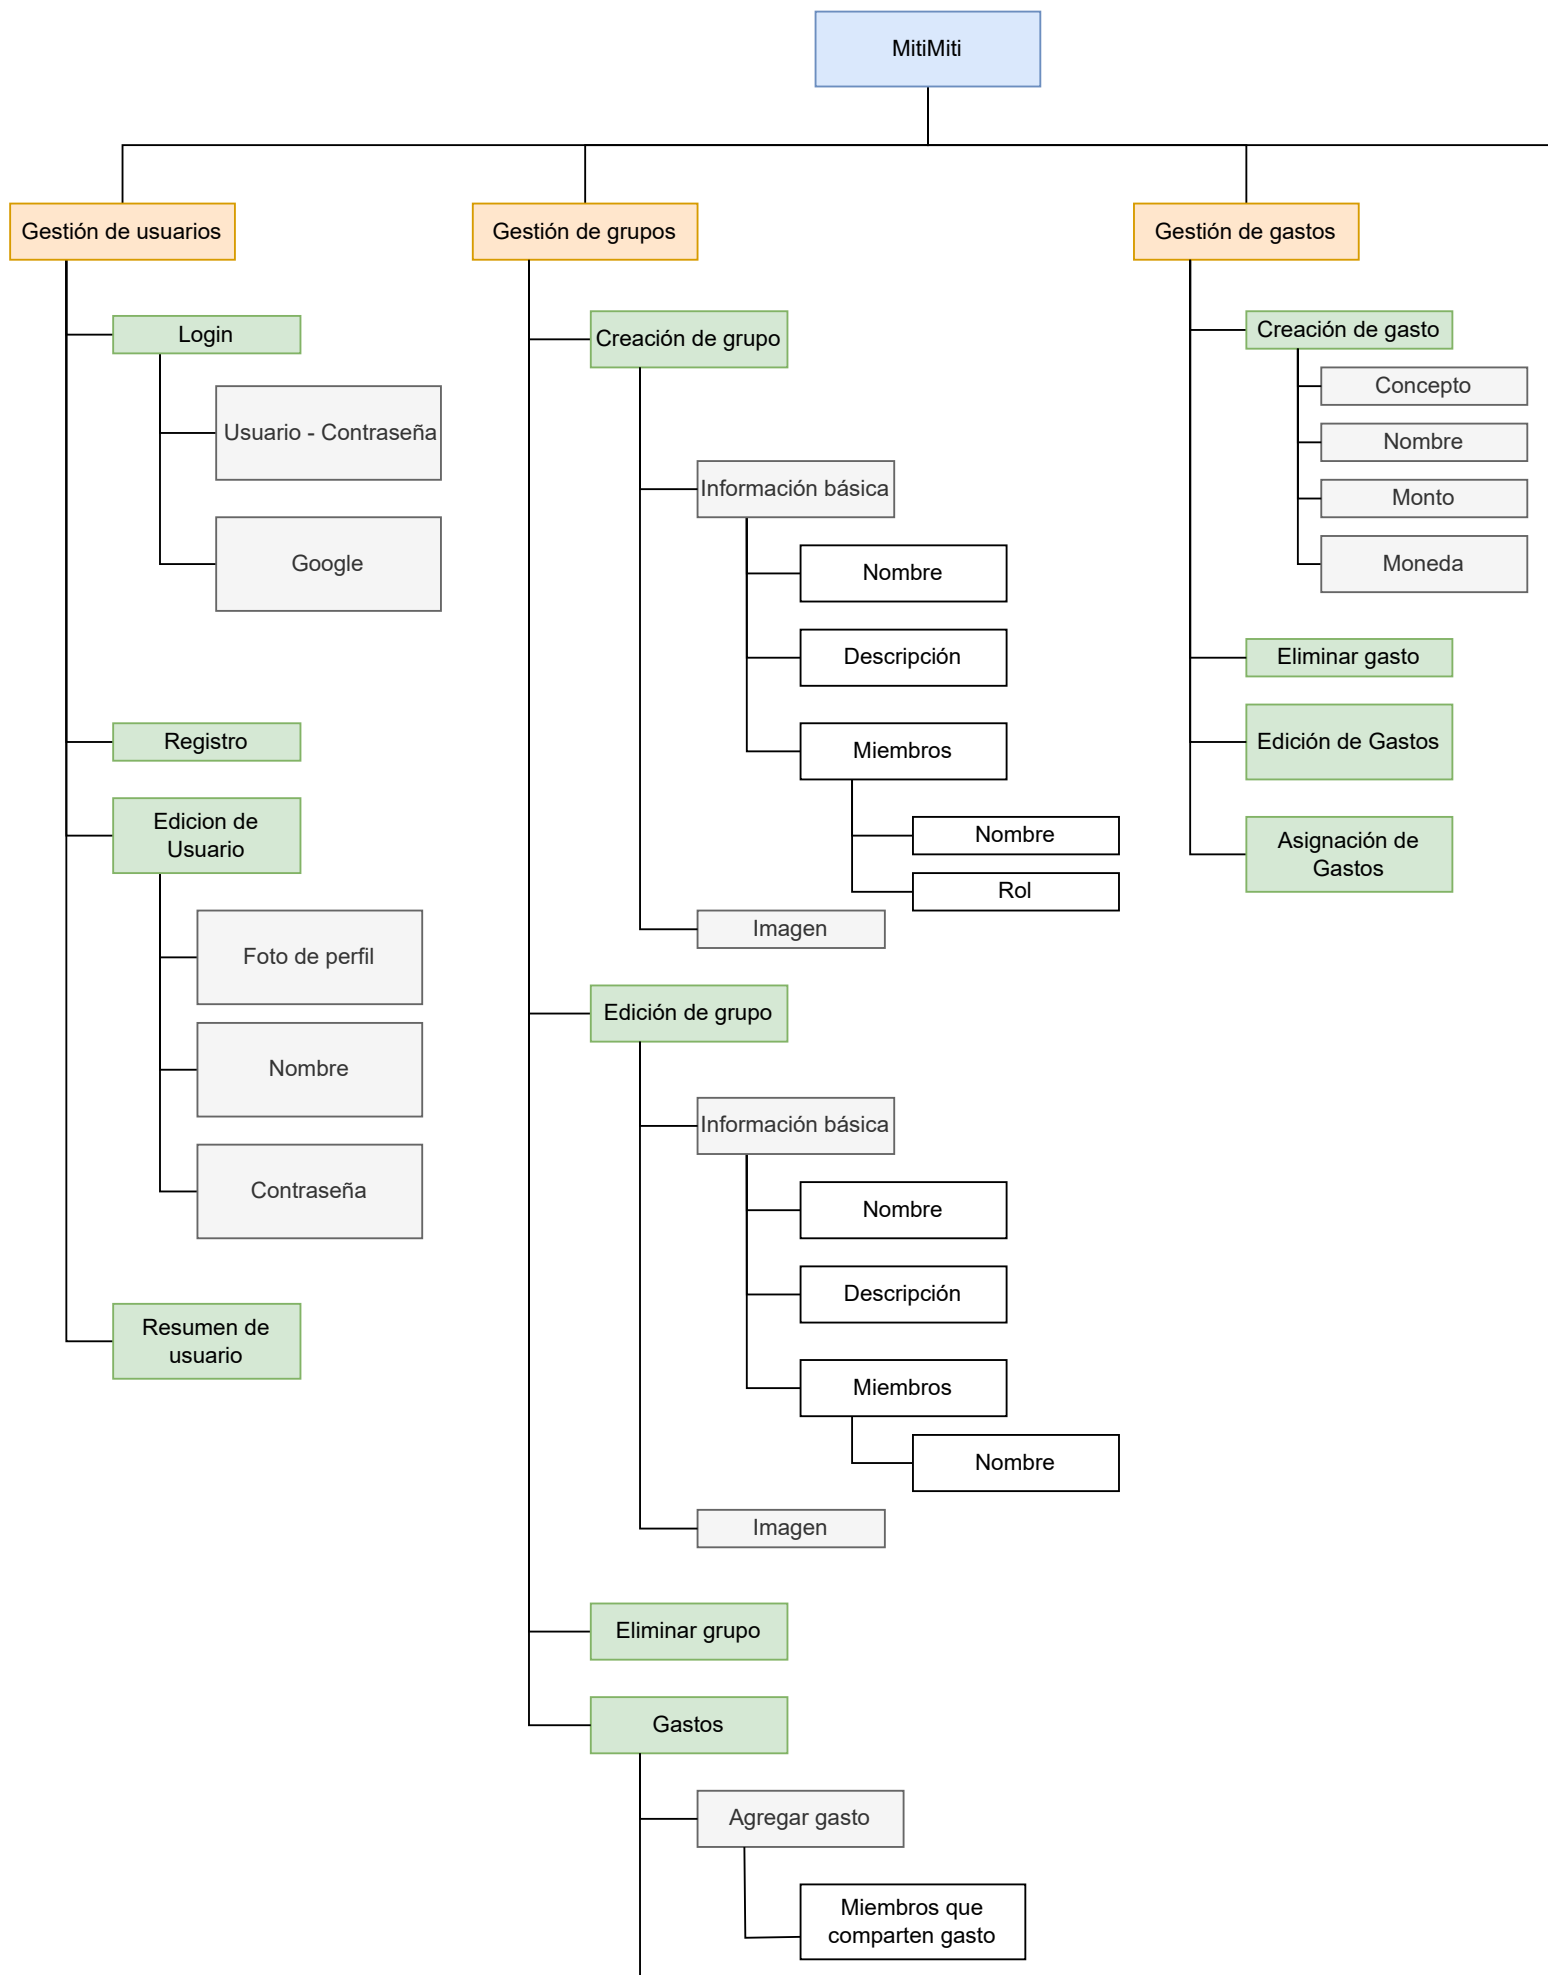 MitiMiti
Gestión de usuarios
Login
Usuario - Contraseña
Google
Registro
Edicion de
Usuario
Foto de perfil
Nombre
Contraseña
Resumen de
usuario
Gestión de grupos
Creación de grupo
Información básica
Nombre
Descripción
Miembros
Nombre
Rol
Imagen
Edición de grupo
Información básica
Nombre
Descripción
Miembros
Nombre
Imagen
Eliminar grupo
Gastos
Agregar gasto
Miembros que
comparten gasto
Gestión de gastos
Creación de gasto
Concepto
Nombre
Monto
Moneda
Eliminar gasto
Edición de Gastos
Asignación de
Gastos